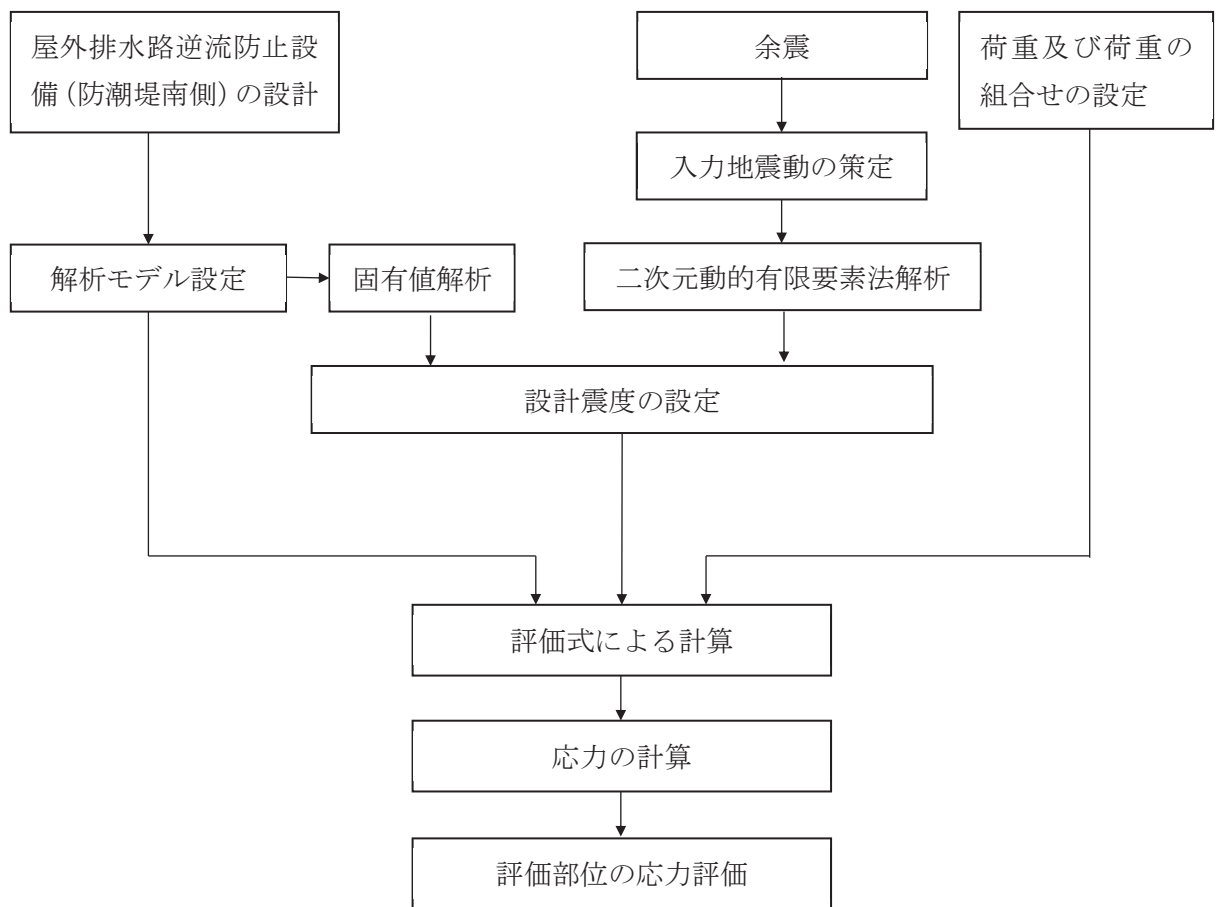 屋外排水路逆流防止設
備(防潮堤南側)の設計
余震
荷重及び荷重の
組合せの設定
入力地震動の策定
解析モデル設定
固有値解析
二次元動的有限要素法解析
設計震度の設定
評価式による計算
応力の計算
評価部位の応力評価